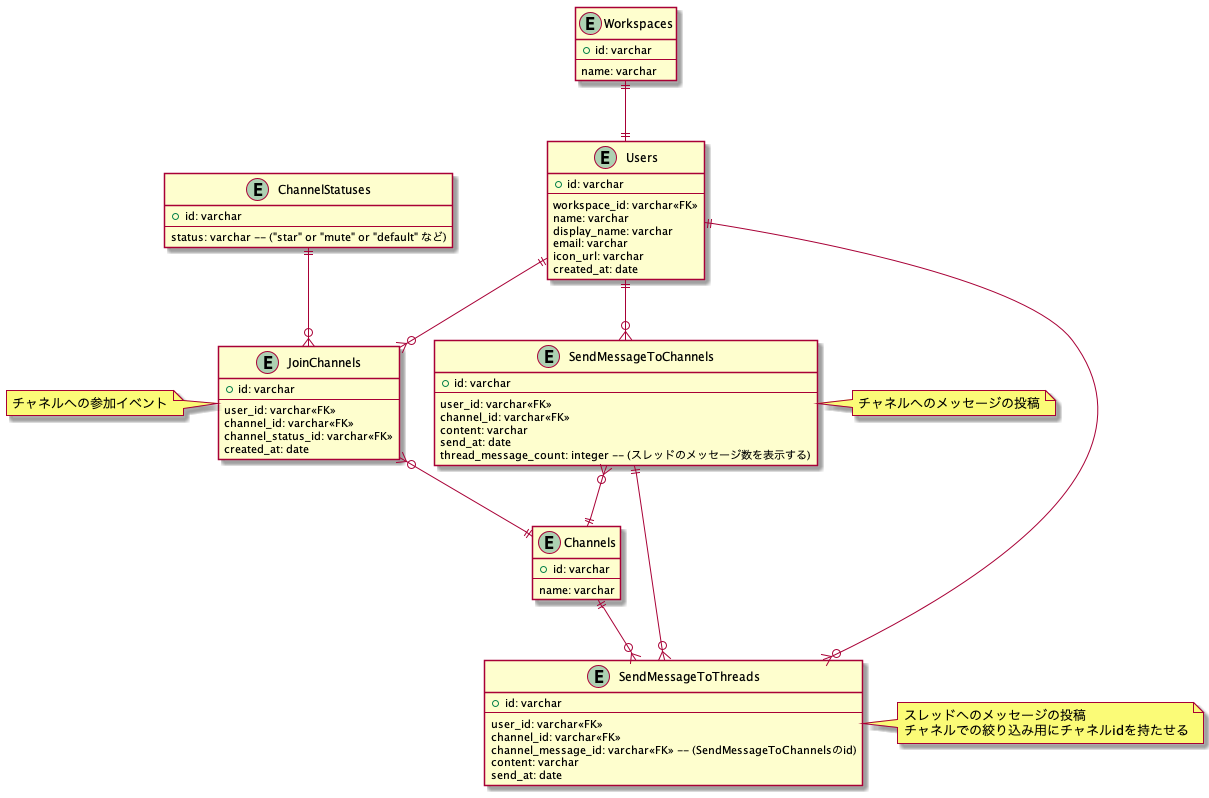 E Workspaces
id: varchar
name: varchar
E Users
id: varchar
workspace_id: varchar«FK»
name: varchar
display_name: varchar
email: varchar
icon_url: varchar
created_at: date
E ChannelStatuses
id: varchar
status: varchar -- ("star" or "mute" or "default" など)
E JoinChannels
id: varchar
user_id: varchar«FK»
channel_id: varchar«FK»
channel_status_id: varchar«FK»
created_at: date
チャネルへの参加イベント
E SendMessageToChannels
id: varchar
user_id: varchar«FK»
channel_id: varchar«FK»
content: varchar
send_at: date
thread_message_count: integer -- (スレッドのメッセージ数を表示する)
チャネルへのメッセージの投稿
E Channels
id: varchar
name: varchar
E SendMessageToThreads
id: varchar
user_id: varchar«FK»
channel_id: varchar«FK»
channel_message_id: varchar«FK» -- (SendMessageToChannelsのid)
content: varchar
send_at: date
スレッドへのメッセージの投稿
チャネルでの絞り込み用にチャネルidを持たせる